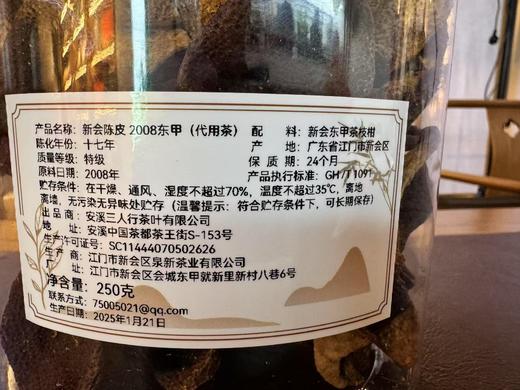 产品名称：新会陈皮 2008东甲（代用茶） 配　　料：新会东甲茶枝柑
陈化年份：十七年 产　　地：广东省江门市新会区
质量等级：特级 保 质 期：24个月
原料日期：2008年 产品执行标准：GH/T1091
贮存条件：在干燥、通风、湿度不超过70%，温度不超过35℃，离地
离墙，无污染无异味处贮存（温馨提示：符合贮存条件下，可长期保存）
出 品 商：安溪三人行茶叶有限公司
地　　址：安溪中国茶都茶王街S-153号
生产许可证号：SC11444070502626
生 产 商：江门市新会区泉新茶业有限公司
厂　　址：江门市新会区会城东甲就新里新村八巷6号
净含量：250克
联系方式：75005021@qq.com
生产日期：2025年1月21日